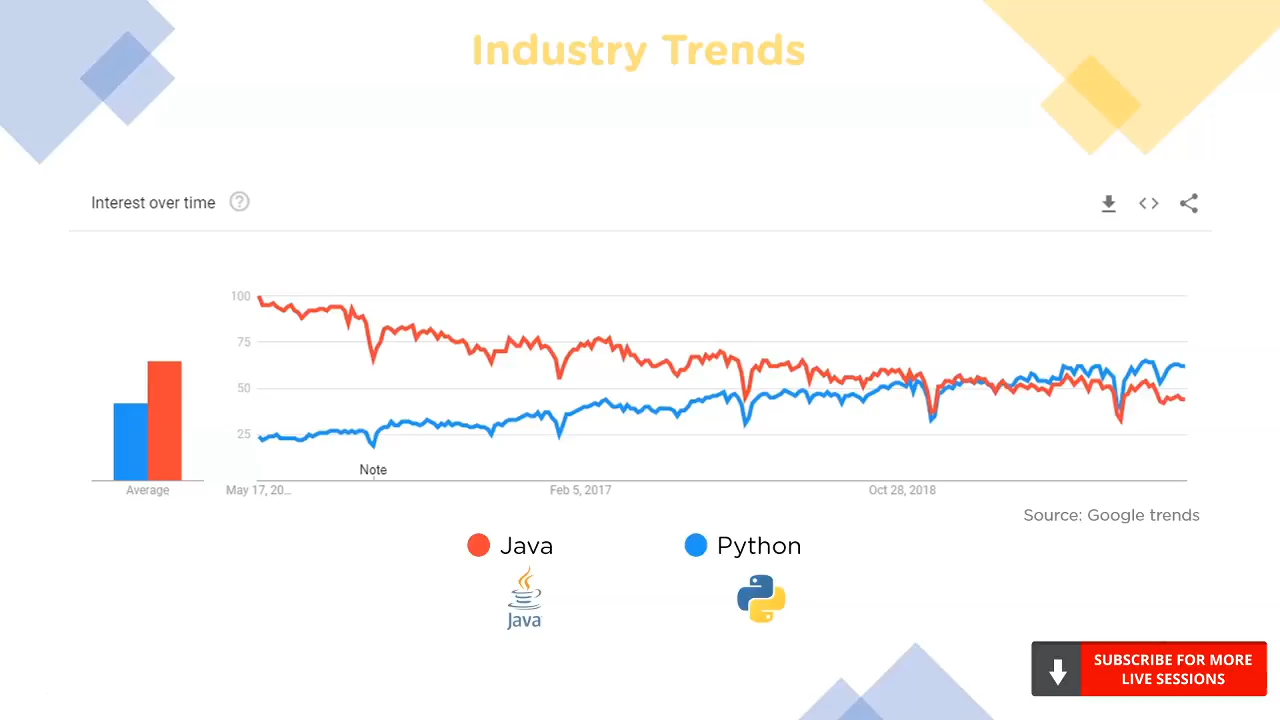 Industry Trends
Interest over time ?
100
75
50
25
Note
Average
May 17, 20...
Feb 5, 2017
Oct 28, 2018
Source: Google trends
Java
Python
Java
SUBSCRIBE FOR MORE
LIVE SESSIONS